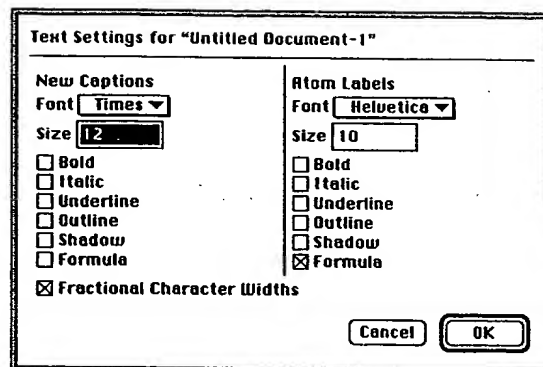 Text Settings for “Untitled Document-1”
New Captions
Font Times
Size 12
Bold
Italic
Underline
Outline
Shadow
Formula
Atom Labels
Font Helvetica
Size 10
Bold
Italic
Underline
Outline
Shadow
Formula
Fractional Character Widths
Cancel OK